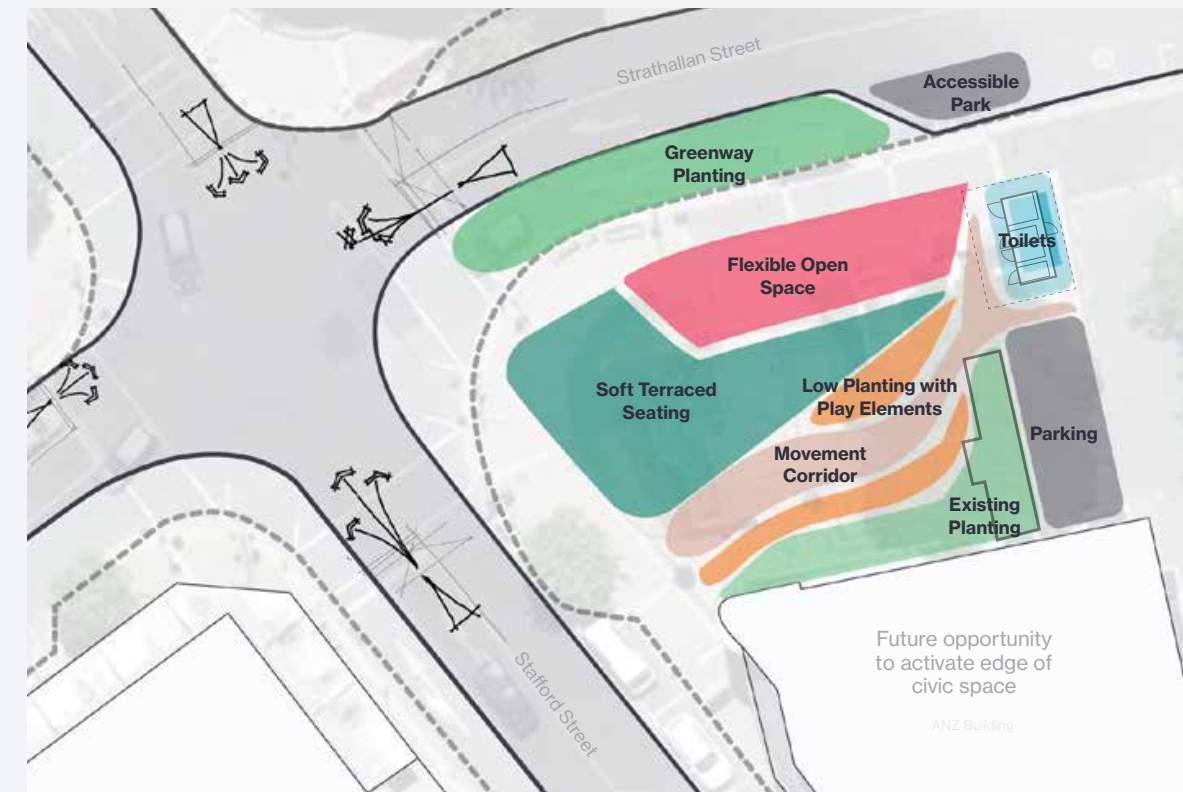 Strathallan Street
Accessible
Park
Greenway
Planting
Toilets
Flexible Open
Space
Soft Terraced
Seating
Low Planting with
Play Elements
Parking
Movement
Corridor
Existing
Planting
Future opportunity
to activate edge of
civic space
ANZ Building
Stafford Street